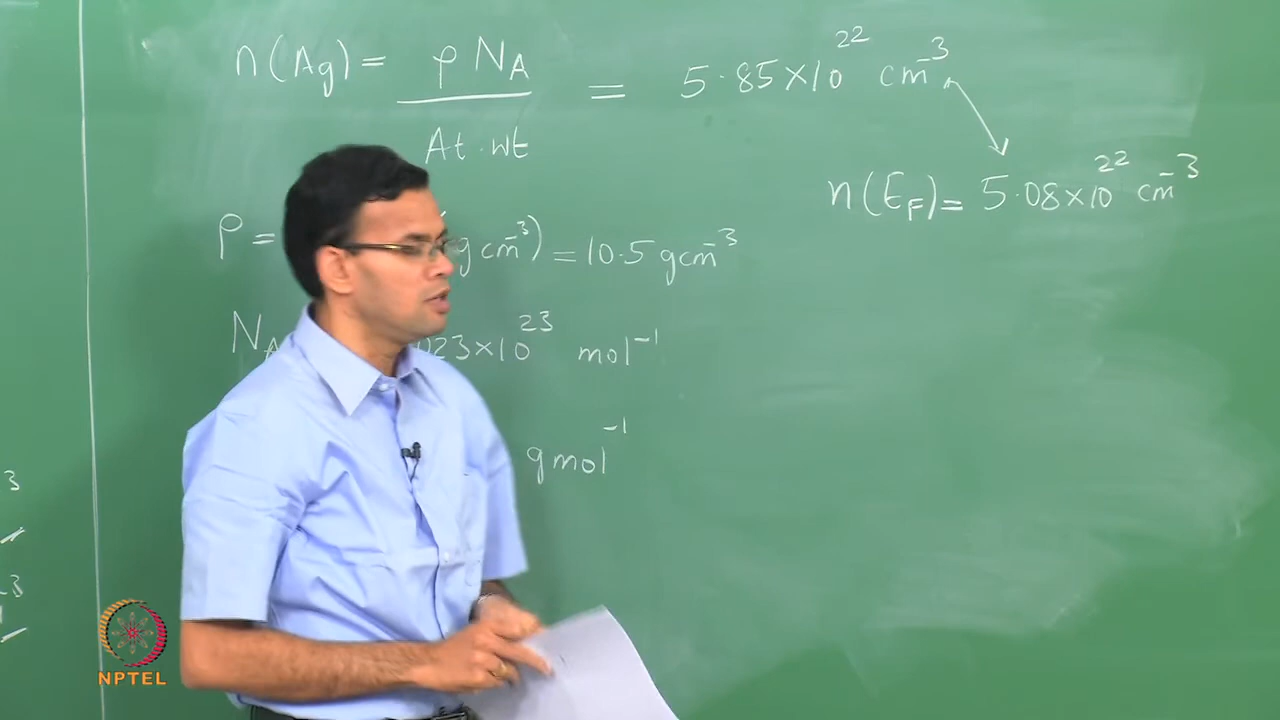 n(Ag) = ρ N_A / At. wt = 5.85 × 10^22 cm^-3
n(E_F) = 5.08 × 10^22 cm^-3
ρ = g cm^-3) = 10.5 g cm^-3
N_A 023 × 10^23 mol^-1
g mol^-1
3
3
NPTEL